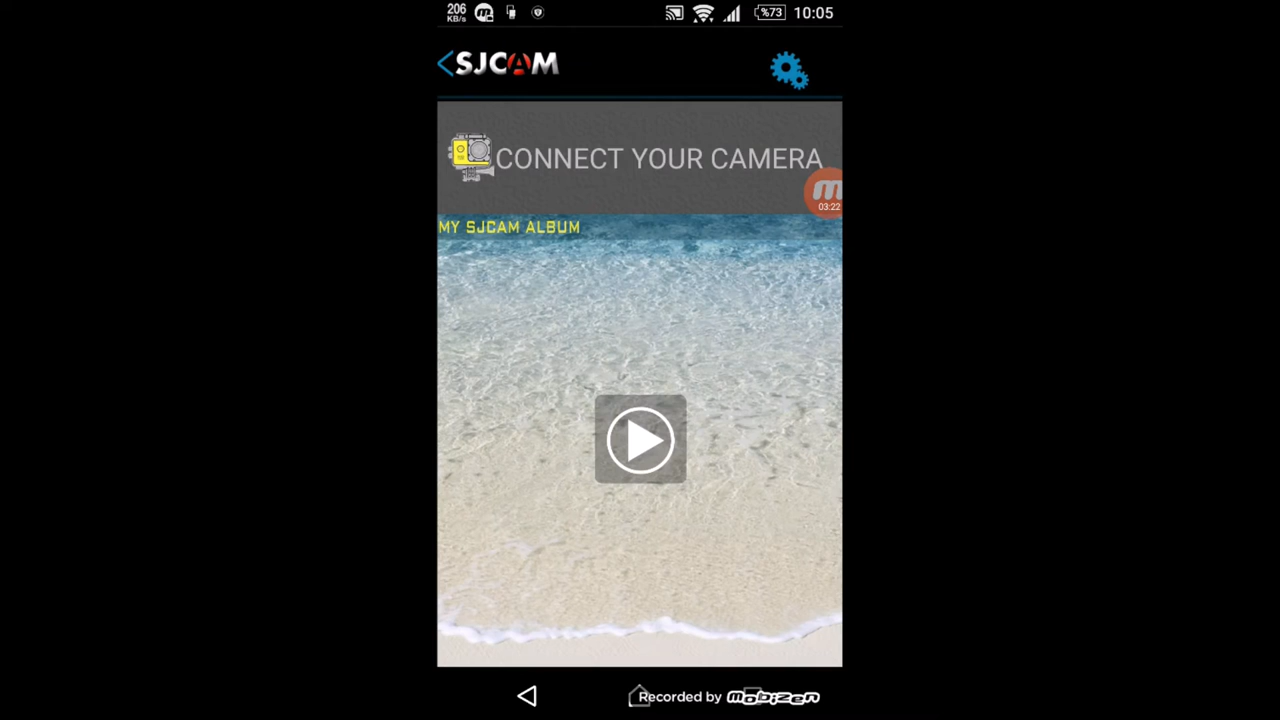 206
KB/s
%73
10:05
SJCAM
CONNECT YOUR CAMERA
03:22
MY SJCAM ALBUM
Recorded by mobizen